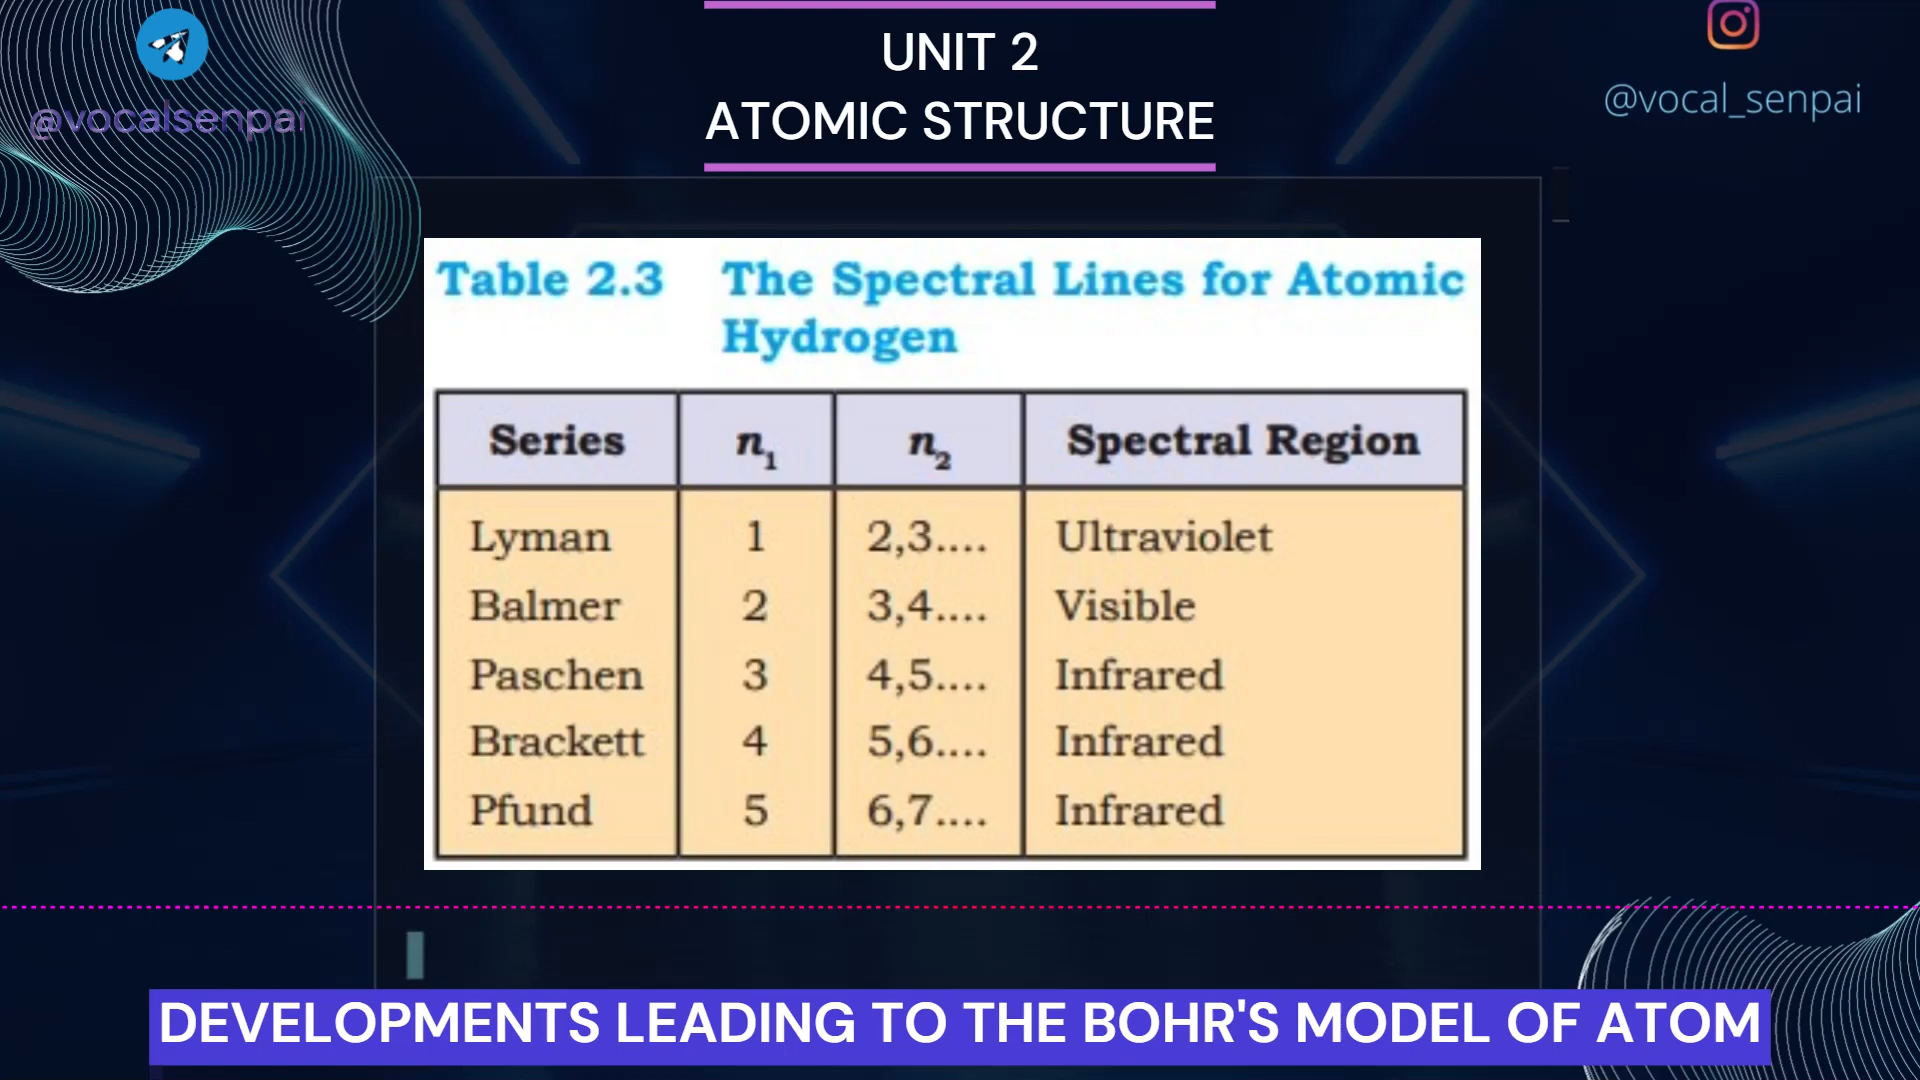 UNIT 2
ATOMIC STRUCTURE
@vocalsenpai
@vocal_senpai
Table 2.3 The Spectral Lines for Atomic
Hydrogen
Series n1 n2 Spectral Region
Lyman 1 2,3.... Ultraviolet
Balmer 2 3,4.... Visible
Paschen 3 4,5.... Infrared
Brackett 4 5,6.... Infrared
Pfund 5 6,7.... Infrared
DEVELOPMENTS LEADING TO THE BOHR'S MODEL OF ATOM